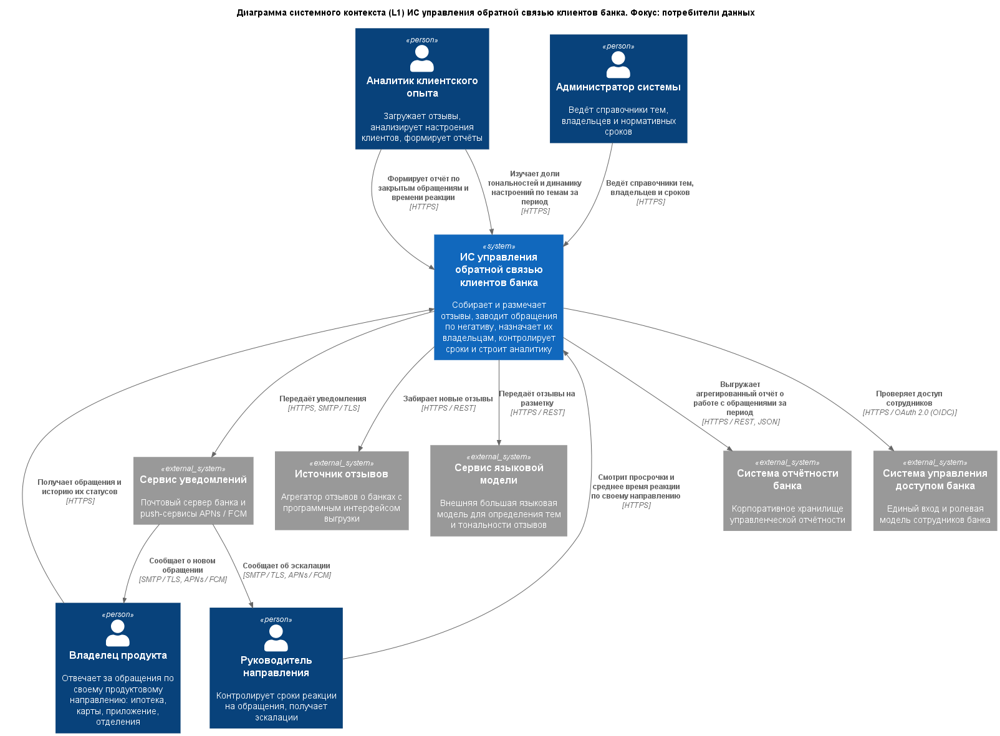 Диаграмма системного контекста (L1) ИС управления обратной связью клиентов банка. Фокус: потребители данных
«person»
Аналитик клиентского
опыта
Загружает отзывы,
анализирует настроения
клиентов, формирует отчёты
«person»
Администратор системы
Ведёт справочники тем,
владельцев и нормативных
сроков
Формирует отчёт по
закрытым обращениям и
времени реакции
[HTTPS]
Изучает доли
тональностей и динамику
настроений по темам за
период
[HTTPS]
Ведёт справочники тем,
владельцев и сроков
[HTTPS]
«system»
ИС управления
обратной связью
клиентов банка
Собирает и размечает
отзывы, заводит обращения
по негативу, назначает их
владельцам, контролирует
сроки и строит аналитику
Передаёт уведомления
[HTTPS, SMTP / TLS]
Забирает новые отзывы
[HTTPS / REST]
Передаёт отзывы на
разметку
[HTTPS / REST]
Выгружает
агрегированный отчёт о
работе с обращениями за
период
[HTTPS / REST, JSON]
Проверяет доступ
сотрудников
[HTTPS / OAuth 2.0 (OIDC)]
Получает обращения и
историю их статусов
[HTTPS]
«external_system»
Сервис уведомлений
Почтовый сервер банка и
push-сервисы APNs / FCM
«external_system»
Источник отзывов
Агрегатор отзывов о банках с
программным интерфейсом
выгрузки
«external_system»
Сервис языковой
модели
Внешняя большая языковая
модель для определения тем
и тональности отзывов
Смотрит просрочки и
среднее время реакции
по своему направлению
[HTTPS]
«external_system»
Система отчётности
банка
Корпоративное хранилище
управленческой отчётности
«external_system»
Система управления
доступом банка
Единый вход и ролевая
модель сотрудников банка
Сообщает о новом
обращении
[SMTP / TLS, APNs / FCM]
Сообщает об эскалации
[SMTP / TLS, APNs / FCM]
«person»
Владелец продукта
Отвечает за обращения по
своему продуктовому
направлению: ипотека,
карты, приложение,
отделения
«person»
Руководитель
направления
Контролирует сроки реакции
на обращения, получает
эскалации